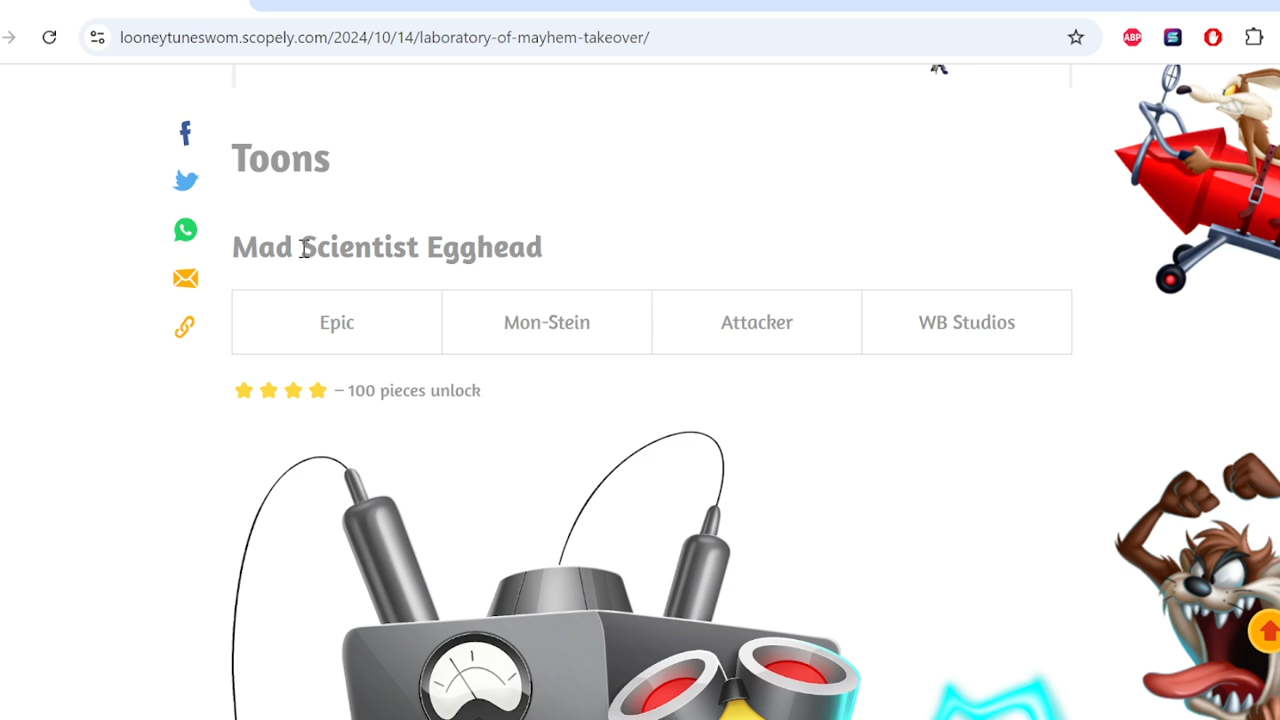 looneytuneswom.scopely.com/2024/10/14/laboratory-of-mayhem-takeover/
ABP
Toons
Mad Scientist Egghead
Epic
Mon-Stein
Attacker
WB Studios
– 100 pieces unlock